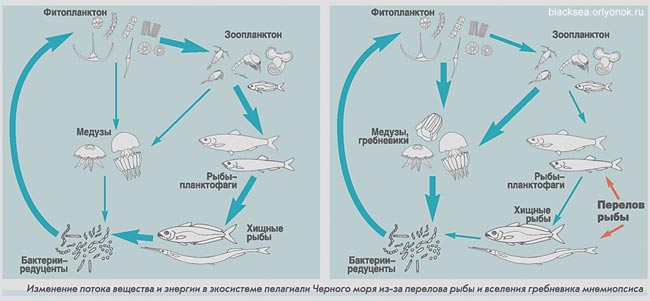 blacksea.orlyonok.ru
Фитопланктон
Зоопланктон
Медузы
Рыбы-
планктофаги
Хищные
рыбы
Бактерии-
редуценты
Фитопланктон
Зоопланктон
Медузы,
гребневики
Рыбы-
планктофаги
Перелов
рыбы
Хищные
рыбы
Бактерии-
редуценты
Изменение потока вещества и энергии в экосистеме пелагиали Черного моря из-за перелова рыбы и вселения гребневика мнемиопсиса